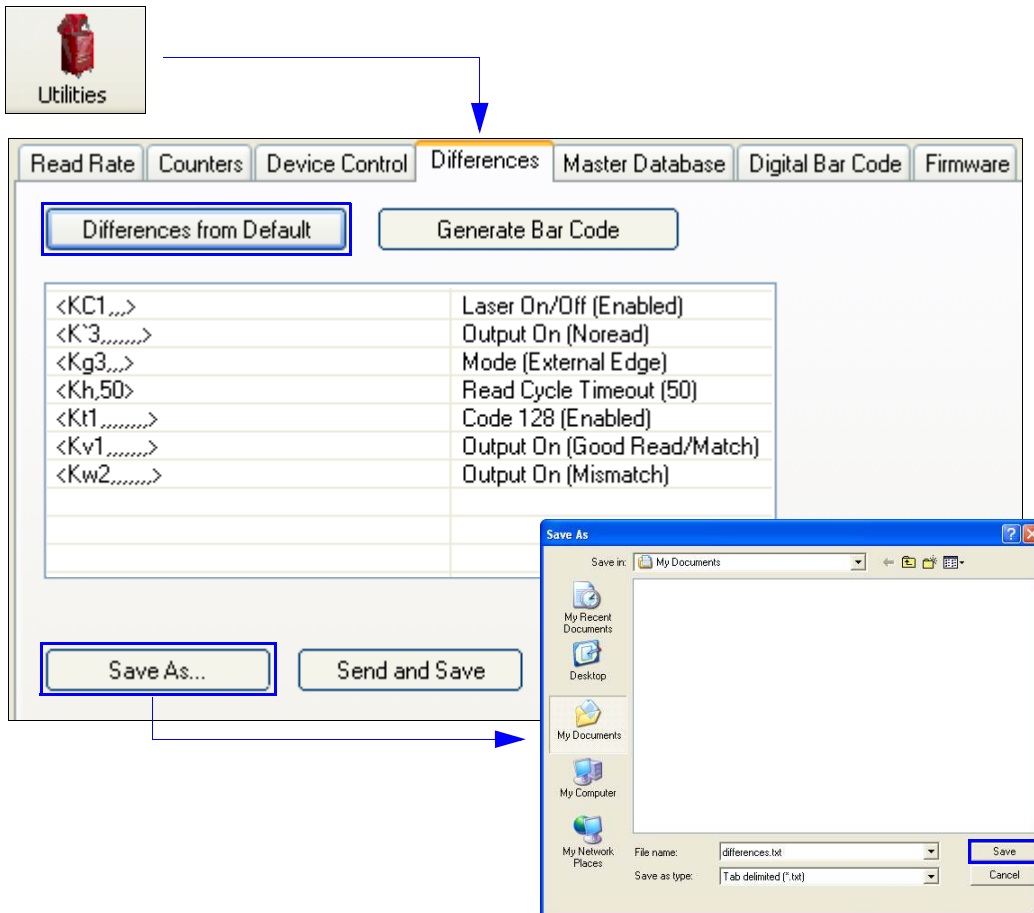 Utilities
Read Rate Counters Device Control Differences Master Database Digital Bar Code Firmware
Differences from Default Generate Bar Code
<KC1,,,> Laser On/Off (Enabled)
<K`3,,,,,,,> Output On (Noread)
<Kg3,,,> Mode (External Edge)
<Kh,50> Read Cycle Timeout (50)
<Kt1,,,,,,,,> Code 128 (Enabled)
<Kv1,,,,,,,> Output On (Good Read/Match)
<Kw2,,,,,,,> Output On (Mismatch)
Save As... Send and Save
Save As
Save in: My Documents
My Recent
Documents
Desktop
My Documents
My Computer
My Network
Places
File name: differences.txt Save
Save as type: Tab delimited (*.txt) Cancel